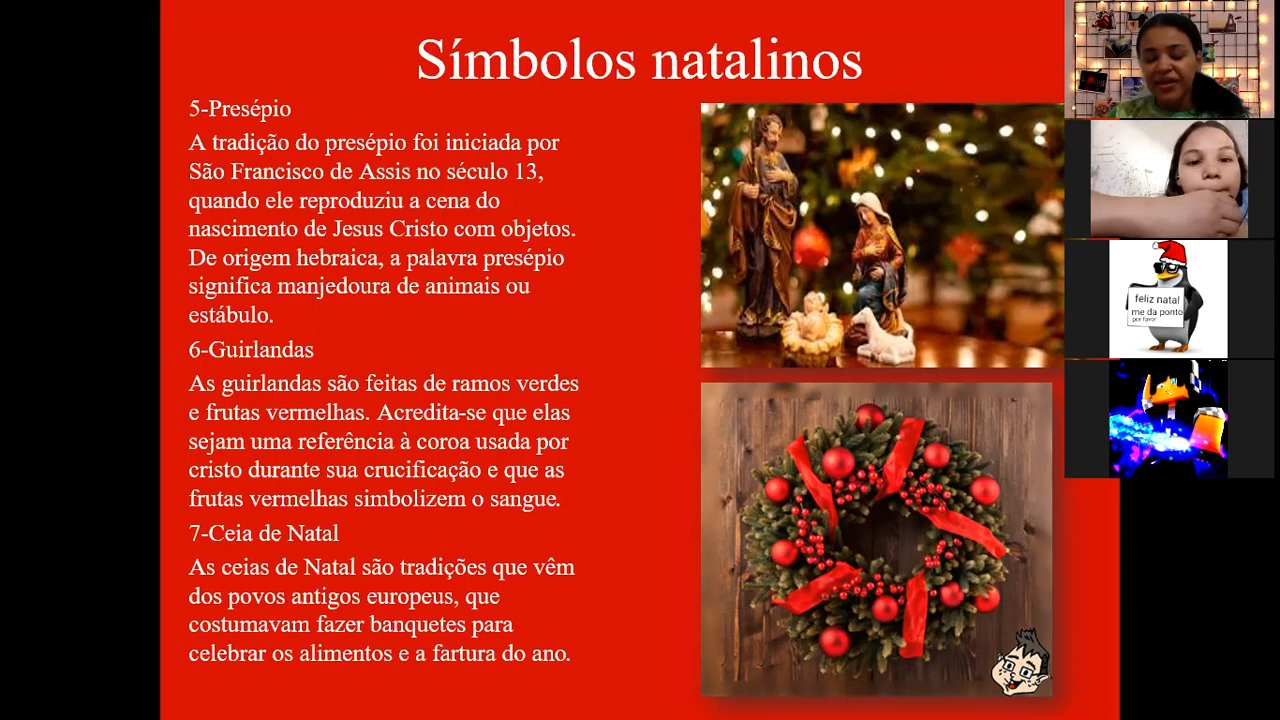 Símbolos natalinos
5-Presépio
A tradição do presépio foi iniciada por
São Francisco de Assis no século 13,
quando ele reproduziu a cena do
nascimento de Jesus Cristo com objetos.
De origem hebraica, a palavra presépio
significa manjedoura de animais ou
estábulo.
6-Guirlandas
As guirlandas são feitas de ramos verdes
e frutas vermelhas. Acredita-se que elas
sejam uma referência à coroa usada por
cristo durante sua crucificação e que as
frutas vermelhas simbolizem o sangue.
7-Ceia de Natal
As ceias de Natal são tradições que vêm
dos povos antigos europeus, que
costumavam fazer banquetes para
celebrar os alimentos e a fartura do ano.
feliz natal
me da ponto
por favor